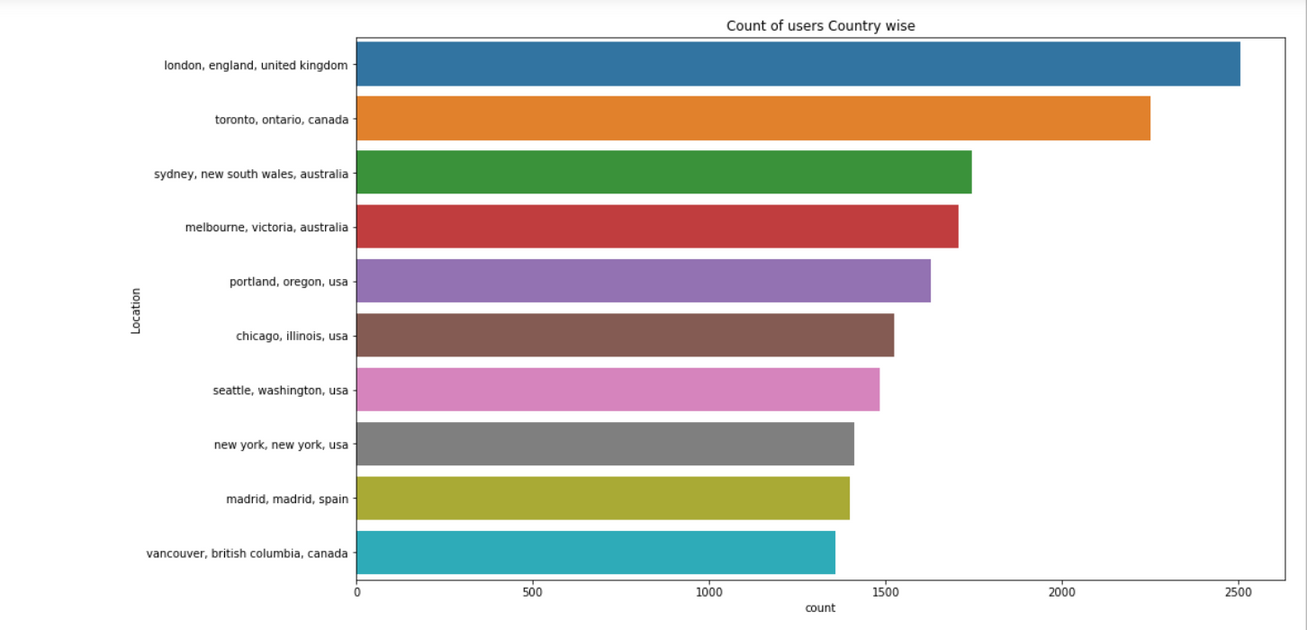 Count of users Country wise
london, england, united kingdom
toronto, ontario, canada
sydney, new south wales, australia
melbourne, victoria, australia
portland, oregon, usa
Location
chicago, illinois, usa
seattle, washington, usa
new york, new york, usa
madrid, madrid, spain
vancouver, british columbia, canada
0 500 1000 1500 2000 2500
count